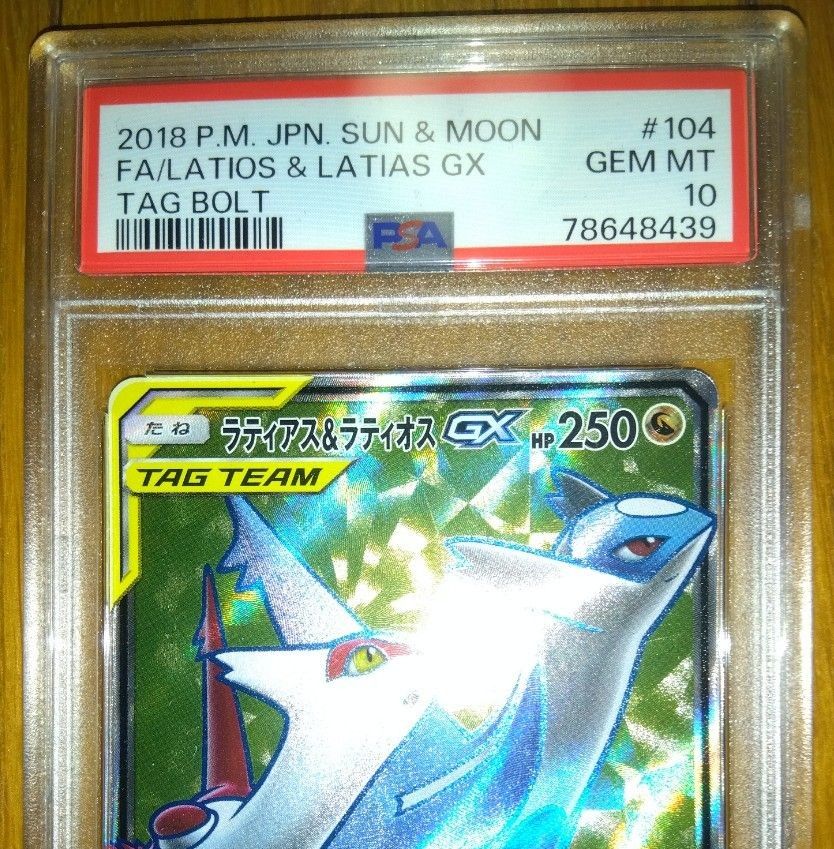 2018 P.M. JPN. SUN & MOON #104
FA/LATIOS & LATIAS GX GEM MT
TAG BOLT 10
PSA 78648439
たね ラティアス&ラティオス GX HP 250
TAG TEAM